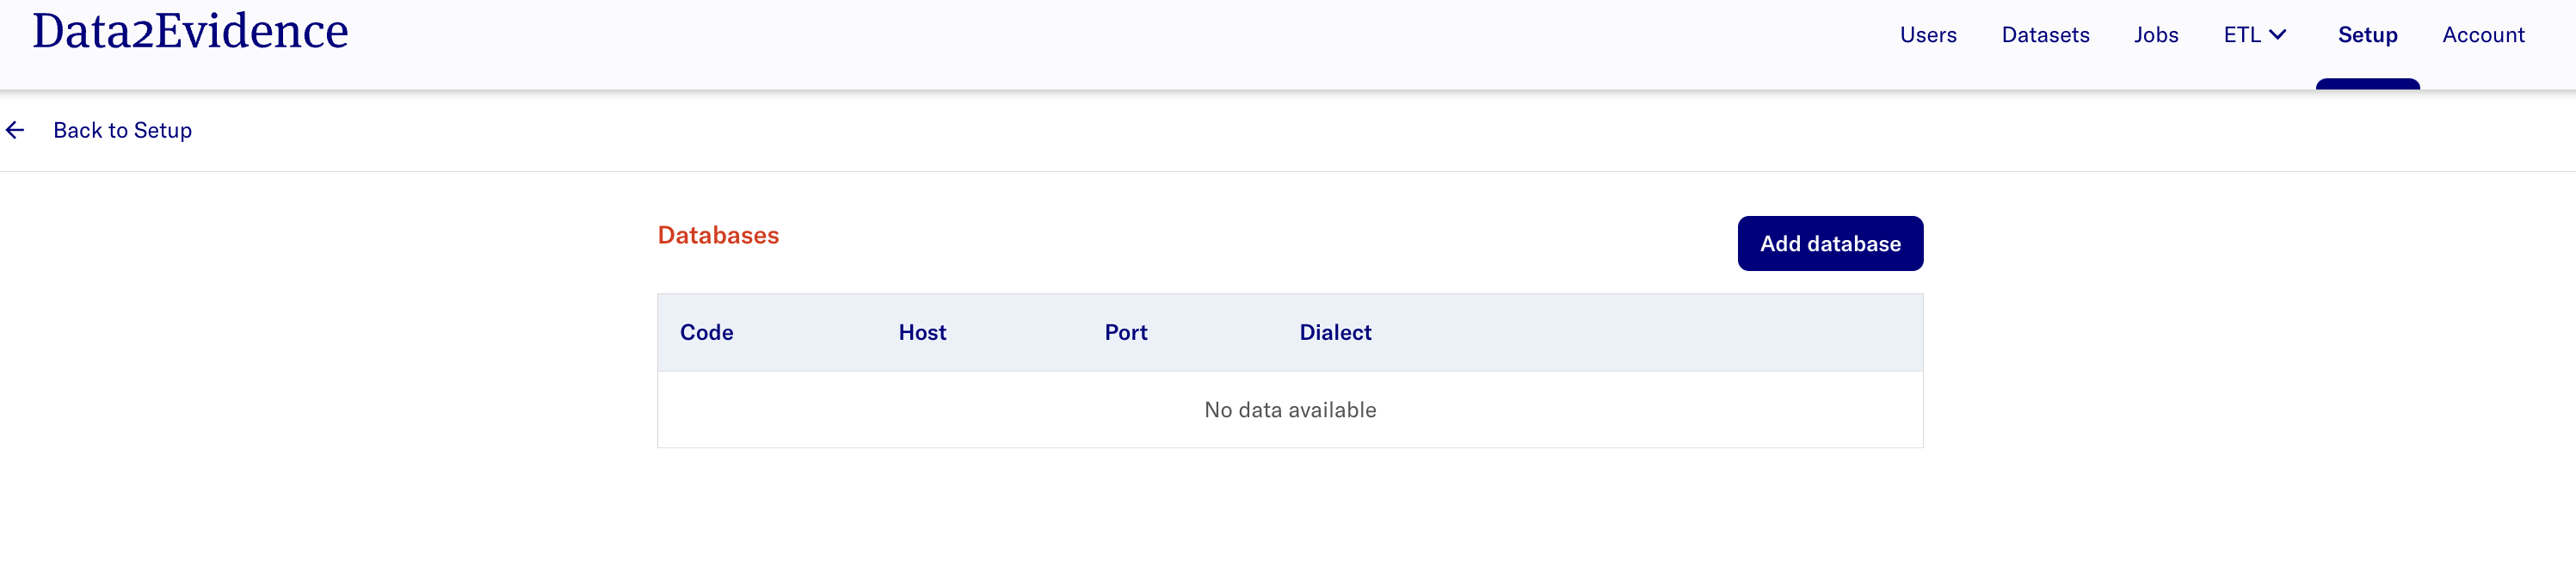 Data2Evidence
Users Datasets Jobs ETL Setup Account
Back to Setup
Databases
Add database
Code Host Port Dialect
No data available